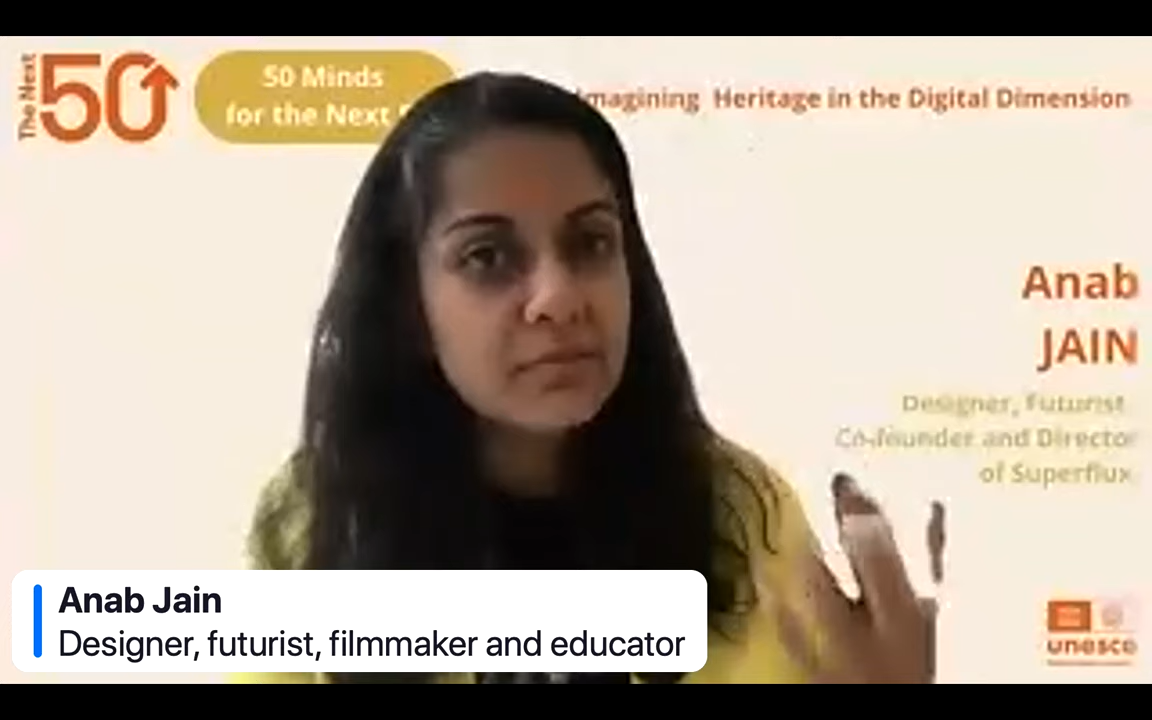 The Next
50
50 Minds
for the Next
Imagining Heritage in the Digital Dimension
Anab
JAIN
Designer, Futurist.
Co-founder and Director
of Superflux
Anab Jain
Designer, futurist, filmmaker and educator
unesco